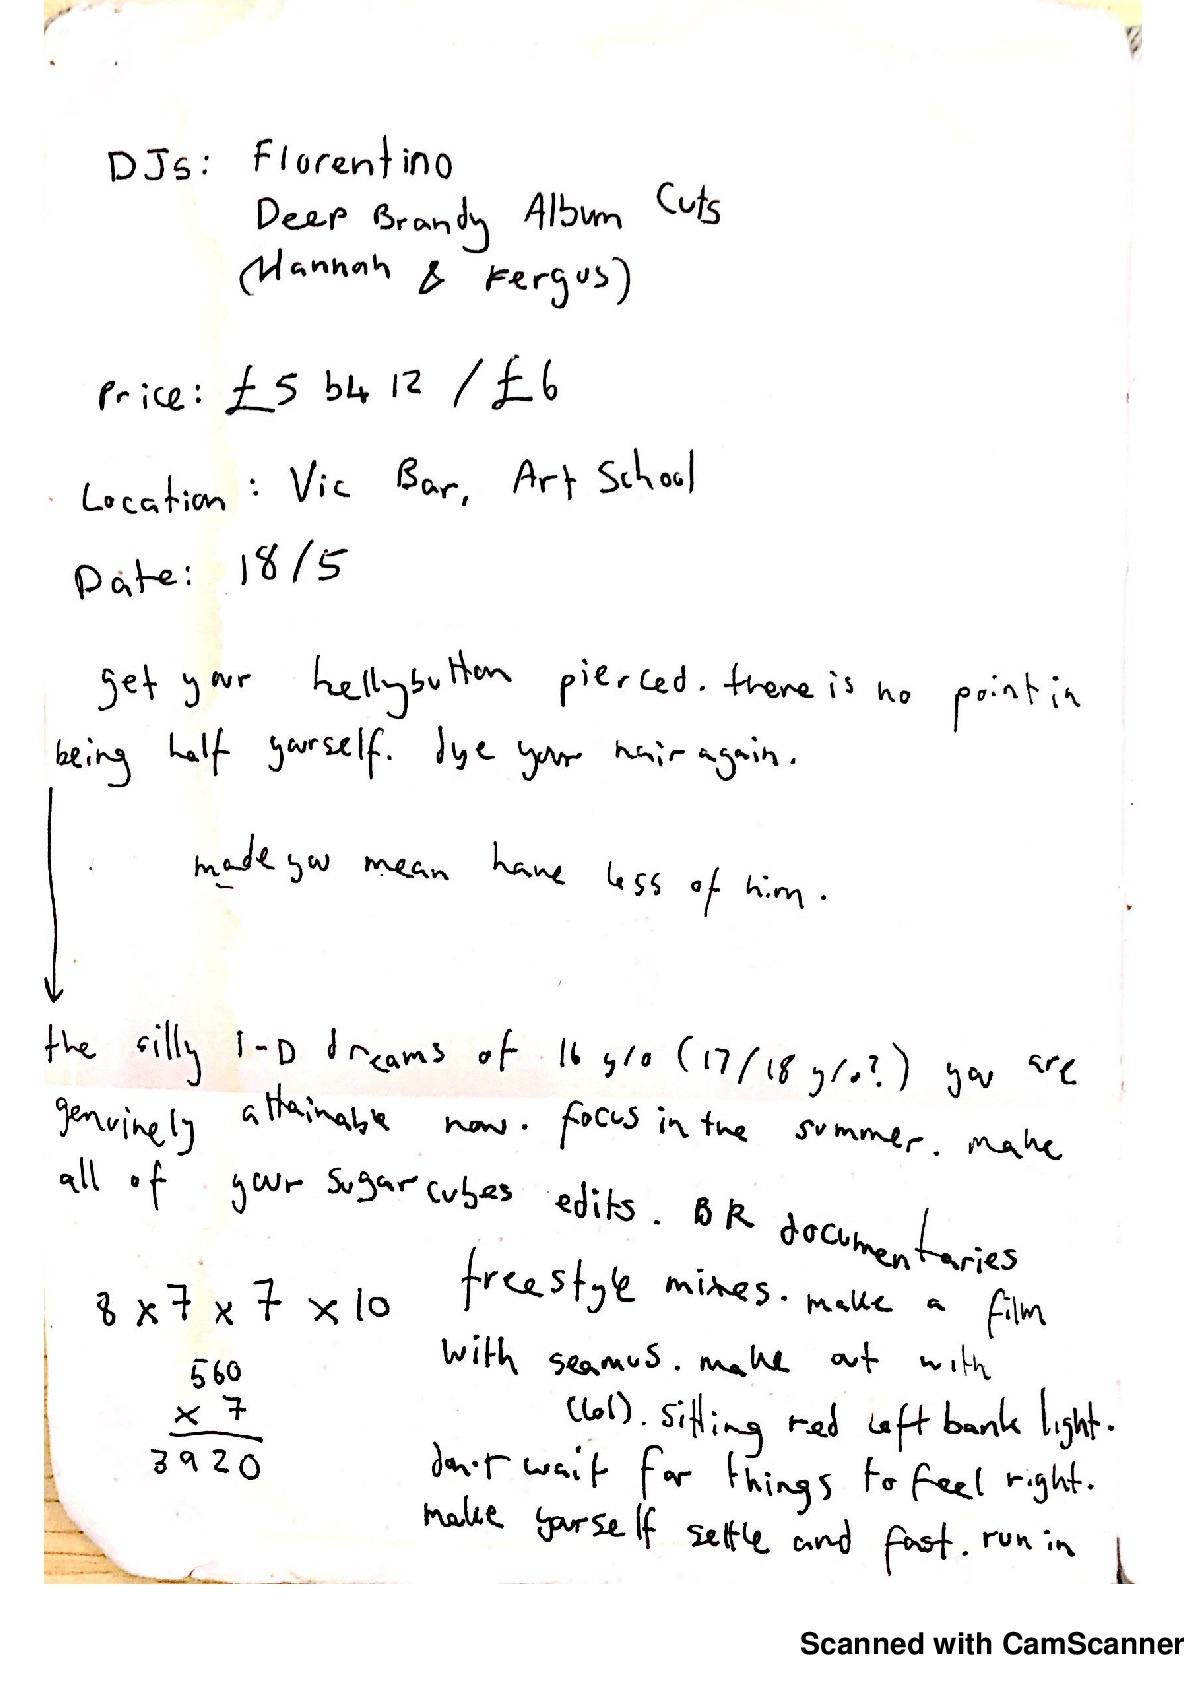 DJs: Florentino
Deep Brandy Album Cuts
(Hannah & Fergus)
Price: £5 b4 12 / £6
Location: Vic Bar, Art School
Date: 18/5
get your bellybutton pierced. there is no point in
being half yourself. dye your hair again.
made you mean have less of him.
the silly I-D dreams of 16 y/o (17/18 y/o?) you are
genuinely attainable now. focus in the summer. make
all of your sugarcubes edits. BR documentaries
freestyle mixes. make a film
with seamus. make out with
(lol). sitting red left bank light.
don't wait for things to feel right.
make yourself settle and fast. run in
8 x 7 x 7 x 10
560
x 7
3920
Scanned with CamScanner